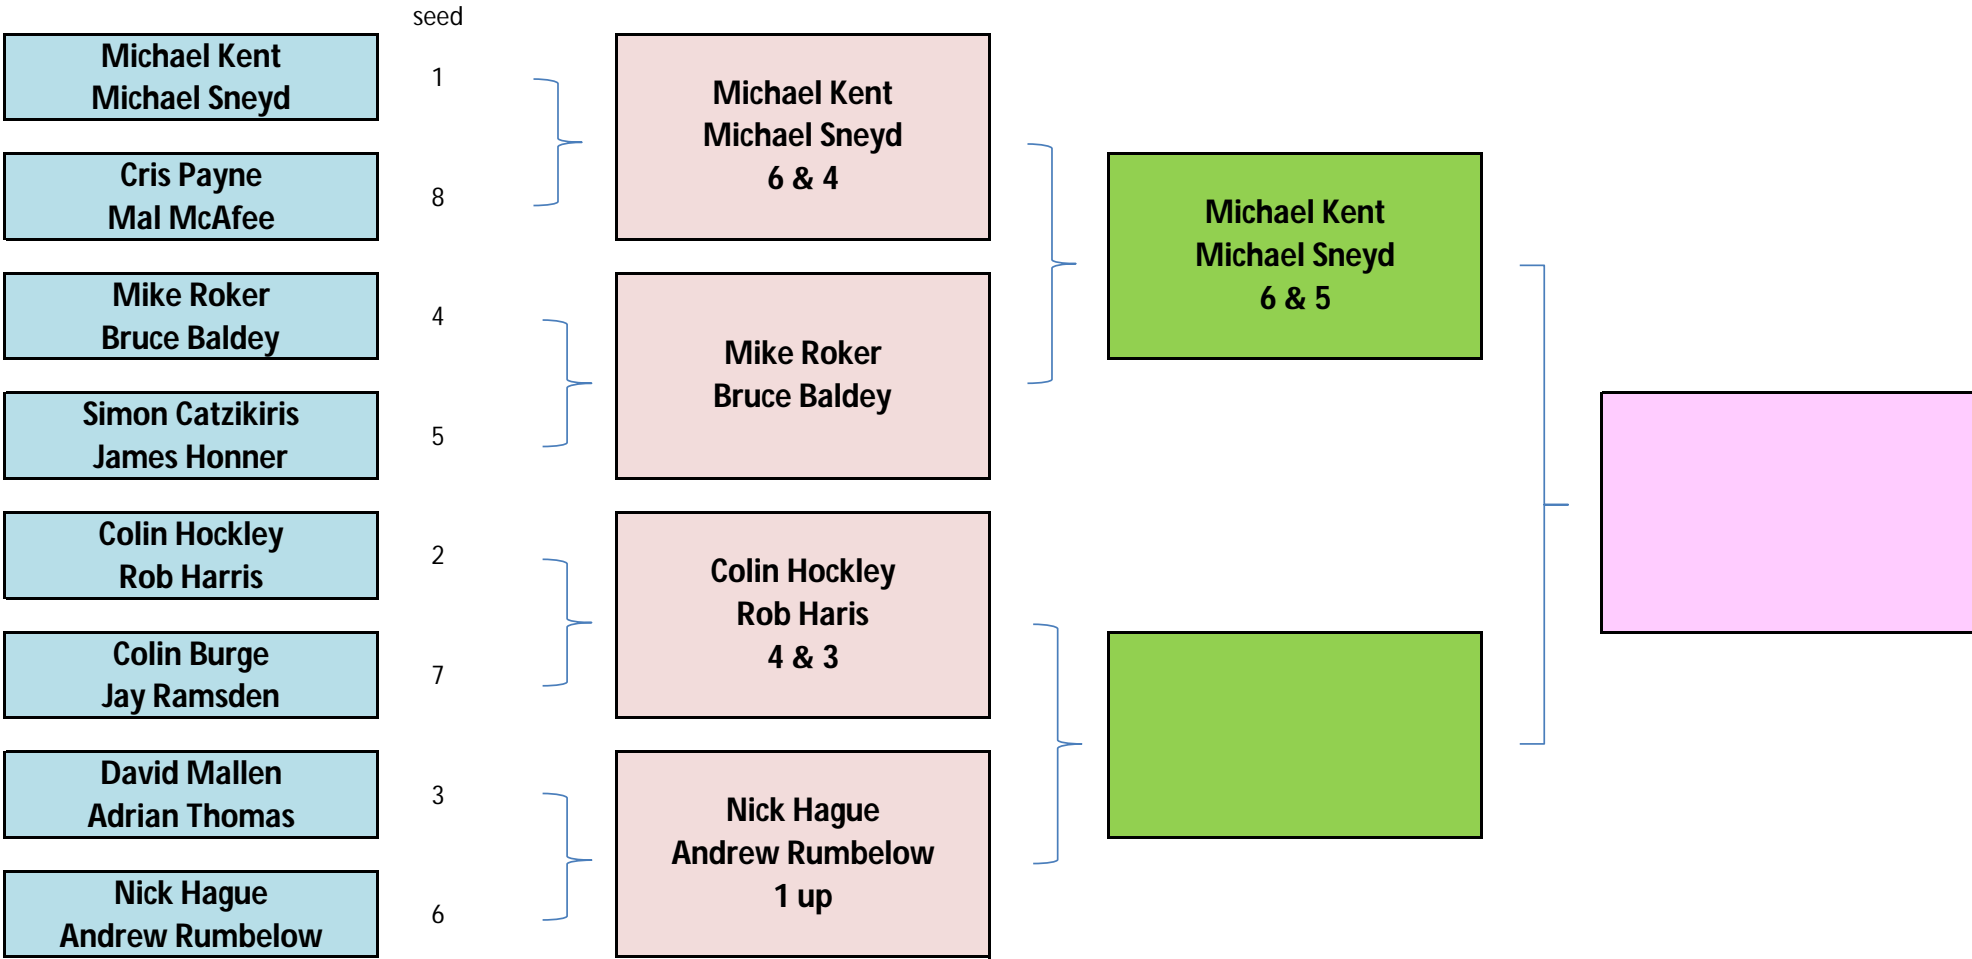 seed
Michael Kent
Michael Sneyd
1
Cris Payne
Mal McAfee
8
Mike Roker
Bruce Baldey
4
Simon Catzikiris
James Honner
5
Colin Hockley
Rob Harris
2
Colin Burge
Jay Ramsden
7
David Mallen
Adrian Thomas
3
Nick Hague
Andrew Rumbelow
6
Michael Kent
Michael Sneyd
6 & 4
Mike Roker
Bruce Baldey
Colin Hockley
Rob Haris
4 & 3
Nick Hague
Andrew Rumbelow
1 up
Michael Kent
Michael Sneyd
6 & 5